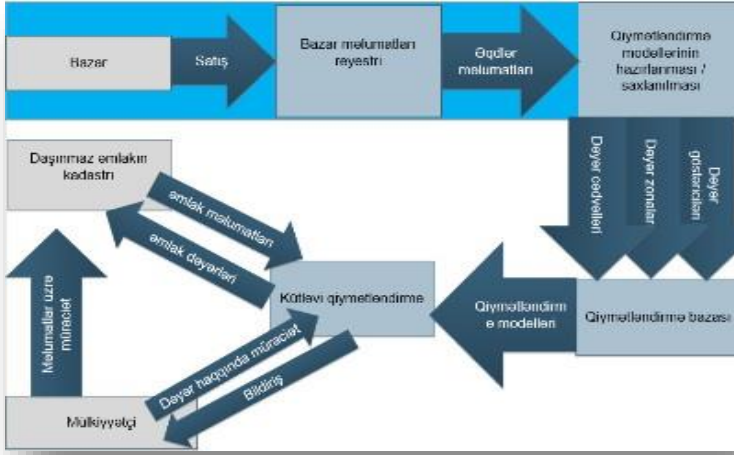 Bazar
Satış
Bazar məlumatları
reyestri
Əqdlər
məlumatları
Qiymətləndirmə
modellərinin
hazırlanması /
saxlanılması
Daşınmaz əmlakın
kadastrı
əmlak məlumatları
əmlak dəyərləri
Dəyər cədvəlləri
Dəyər zonalar
Dəyər
göstəriciləri
Məlumatlar üzrə
müraciət
Kütləvi qiymətləndirmə
Qiymətləndirm
ə modelləri
Qiymətləndirmə bazası
Dəyər haqqında müraciət
Bildiriş
Mülkiyyətçi